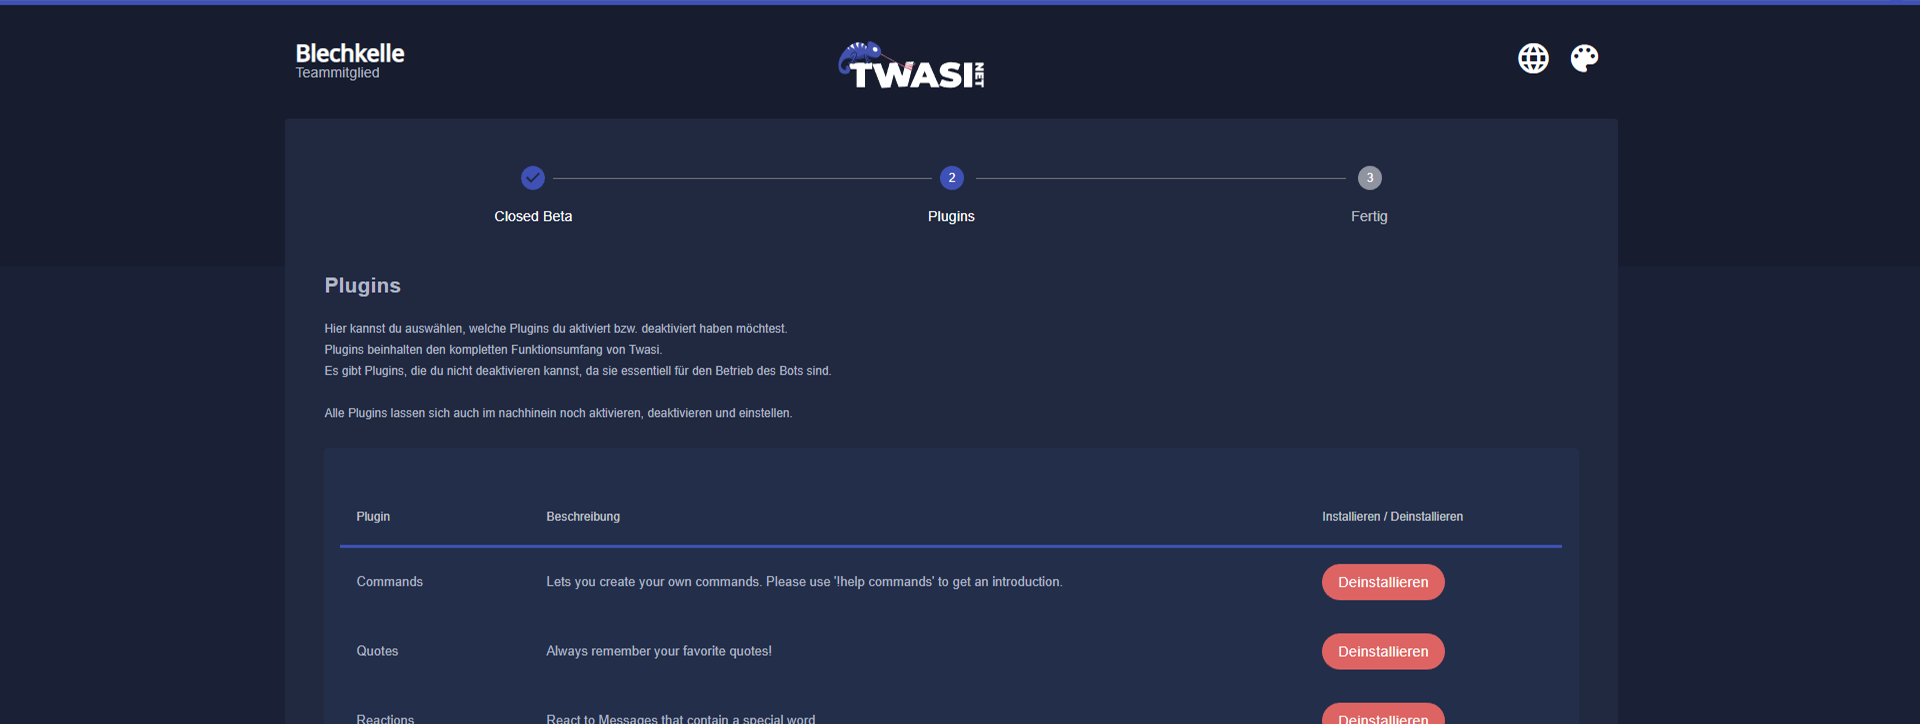 Blechkelle
Teammitglied
TWASI NET
2
3
Closed Beta
Plugins
Fertig
Plugins
Hier kannst du auswählen, welche Plugins du aktiviert bzw. deaktiviert haben möchtest.
Plugins beinhalten den kompletten Funktionsumfang von Twasi.
Es gibt Plugins, die du nicht deaktivieren kannst, da sie essentiell für den Betrieb des Bots sind.
Alle Plugins lassen sich auch im nachhinein noch aktivieren, deaktivieren und einstellen.
Plugin
Beschreibung
Installieren / Deinstallieren
Commands
Lets you create your own commands. Please use '!help commands' to get an introduction.
Deinstallieren
Quotes
Always remember your favorite quotes!
Deinstallieren
Reactions
React to Messages that contain a special word
Deinstallieren